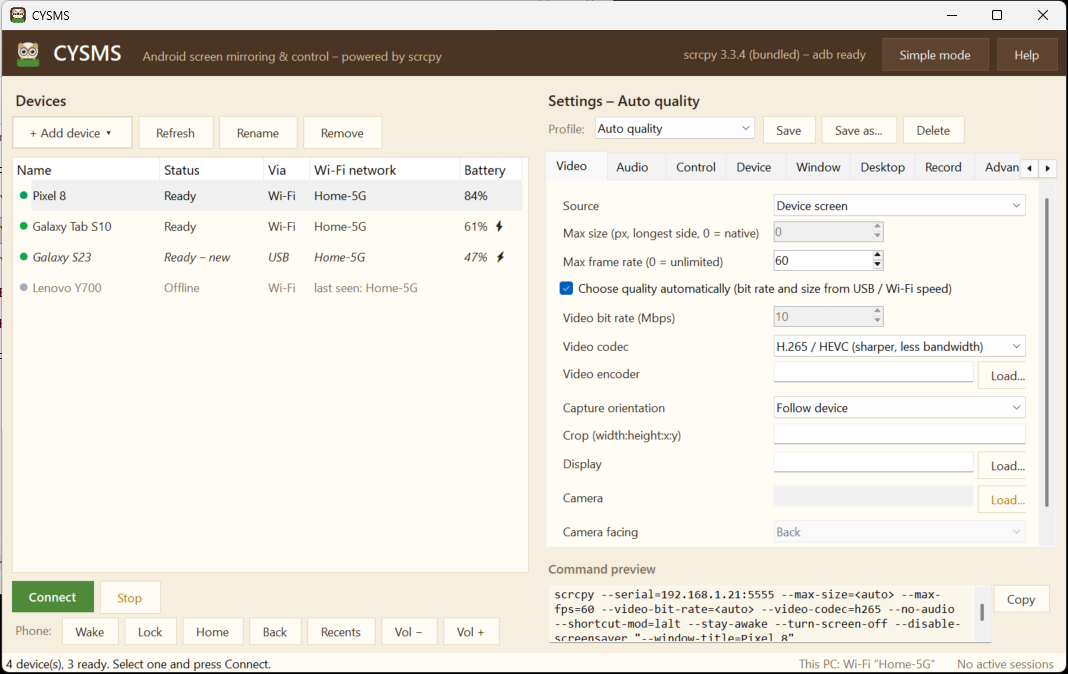 CYSMS
CYSMS Android screen mirroring & control – powered by scrcpy scrcpy 3.3.4 (bundled) – adb ready Simple mode Help
Devices
+ Add device ▾ Refresh Rename Remove
Name Status Via Wi-Fi network Battery
Pixel 8 Ready Wi-Fi Home-5G 84%
Galaxy Tab S10 Ready Wi-Fi Home-5G 61%
Galaxy S23 Ready – new USB Home-5G 47%
Lenovo Y700 Offline Wi-Fi last seen: Home-5G
Connect Stop
Phone: Wake Lock Home Back Recents Vol − Vol +
Settings – Auto quality
Profile: Auto quality Save Save as... Delete
Video Audio Control Device Window Desktop Record Advan
Source Device screen
Max size (px, longest side, 0 = native) 0
Max frame rate (0 = unlimited) 60
Choose quality automatically (bit rate and size from USB / Wi-Fi speed)
Video bit rate (Mbps) 10
Video codec H.265 / HEVC (sharper, less bandwidth)
Video encoder Load...
Capture orientation Follow device
Crop (width:height:x:y)
Display Load...
Camera Load...
Camera facing Back
Command preview
scrcpy --serial=192.168.1.21:5555 --max-size=<auto> --max-
fps=60 --video-bit-rate=<auto> --video-codec=h265 --no-audio
--shortcut-mod=lalt --stay-awake --turn-screen-off --disable-
screensaver "--window-title=Pixel 8"
Copy
4 device(s), 3 ready. Select one and press Connect. This PC: Wi-Fi “Home-5G” No active sessions